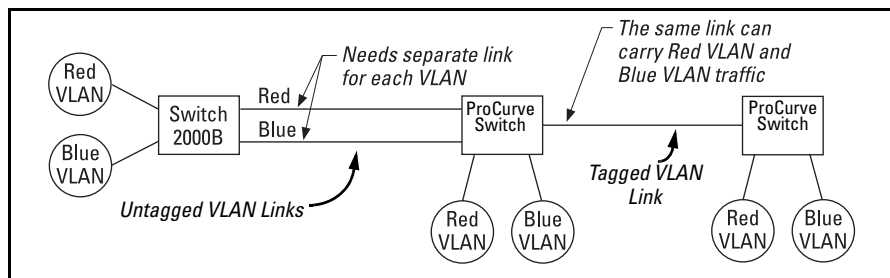 Red
VLAN
Blue
VLAN
Switch
2000B
Red
Blue
Needs separate link
for each VLAN
Untagged VLAN Links
ProCurve
Switch
Red
VLAN
Blue
VLAN
The same link can
carry Red VLAN and
Blue VLAN traffic
Tagged VLAN
Link
ProCurve
Switch
Red
VLAN
Blue
VLAN